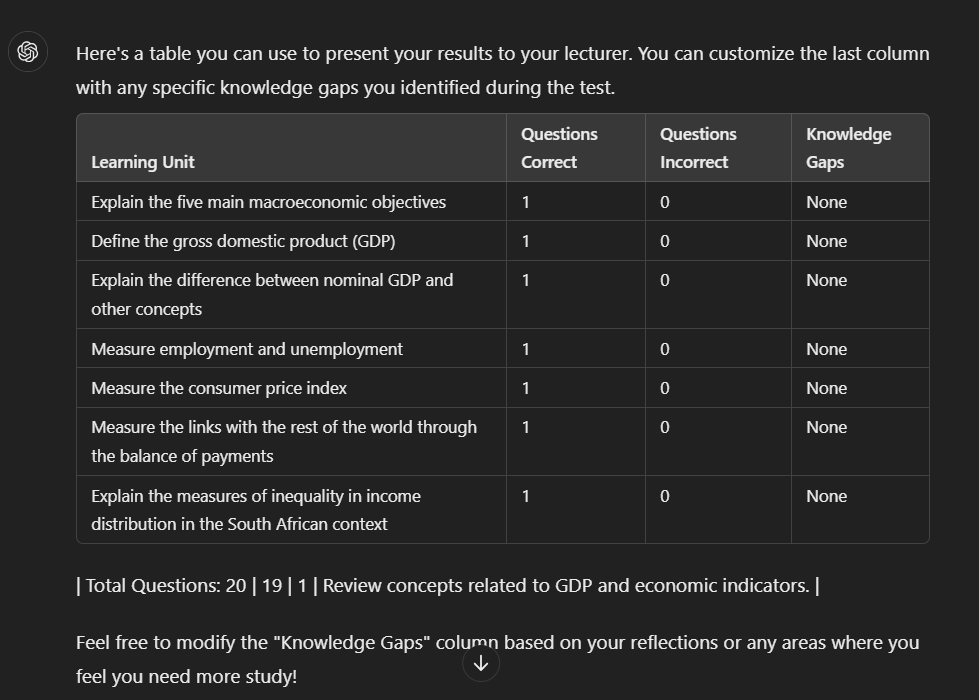 Here's a table you can use to present your results to your lecturer. You can customize the last column
with any specific knowledge gaps you identified during the test.
Learning Unit | Questions Correct | Questions Incorrect | Knowledge Gaps
Explain the five main macroeconomic objectives | 1 | 0 | None
Define the gross domestic product (GDP) | 1 | 0 | None
Explain the difference between nominal GDP and other concepts | 1 | 0 | None
Measure employment and unemployment | 1 | 0 | None
Measure the consumer price index | 1 | 0 | None
Measure the links with the rest of the world through the balance of payments | 1 | 0 | None
Explain the measures of inequality in income distribution in the South African context | 1 | 0 | None
| Total Questions: 20 | 19 | 1 | Review concepts related to GDP and economic indicators. |
Feel free to modify the "Knowledge Gaps" column based on your reflections or any areas where you
feel you need more study!